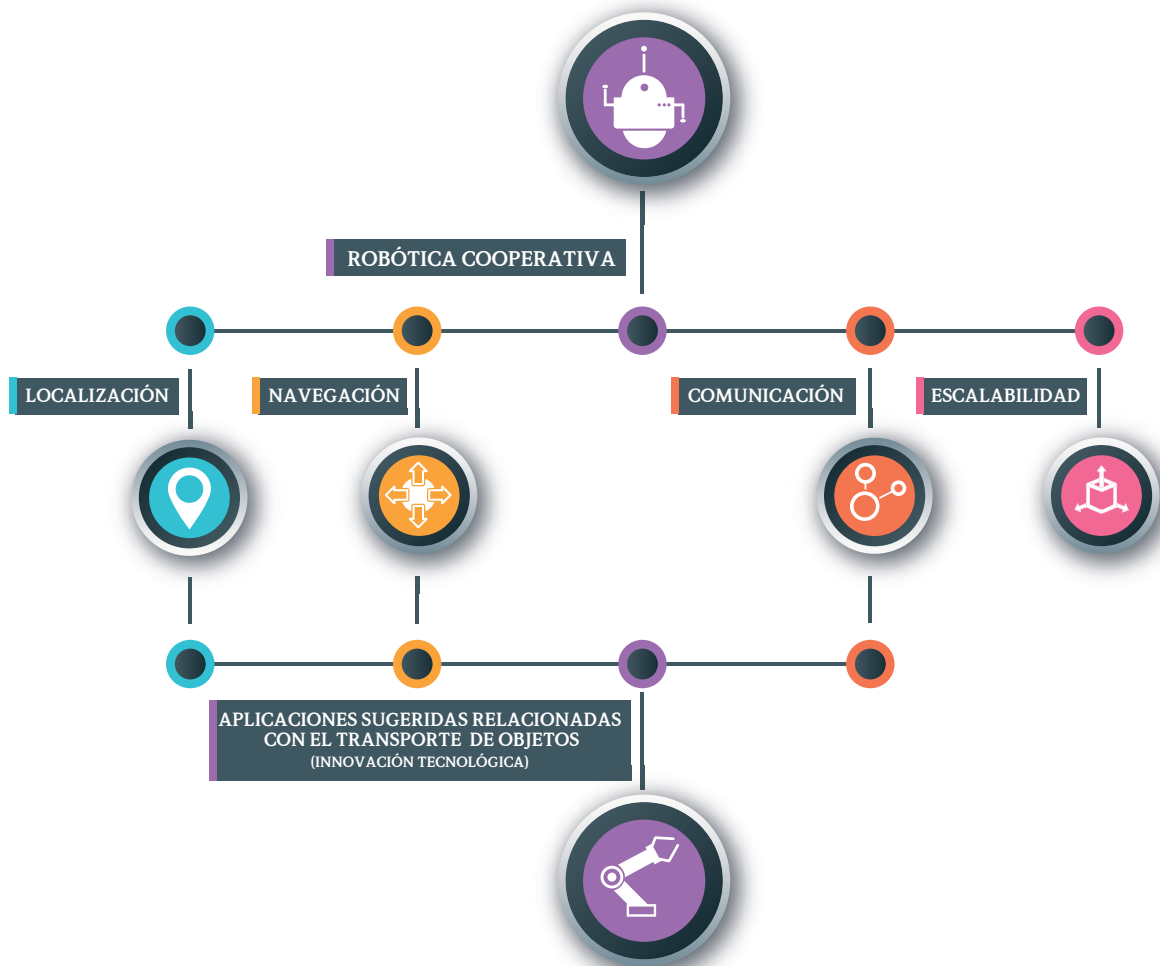 ROBÓTICA COOPERATIVA
LOCALIZACIÓN
NAVEGACIÓN
COMUNICACIÓN
ESCALABILIDAD
APLICACIONES SUGERIDAS RELACIONADAS
CON EL TRANSPORTE DE OBJETOS
(INNOVACIÓN TECNOLÓGICA)